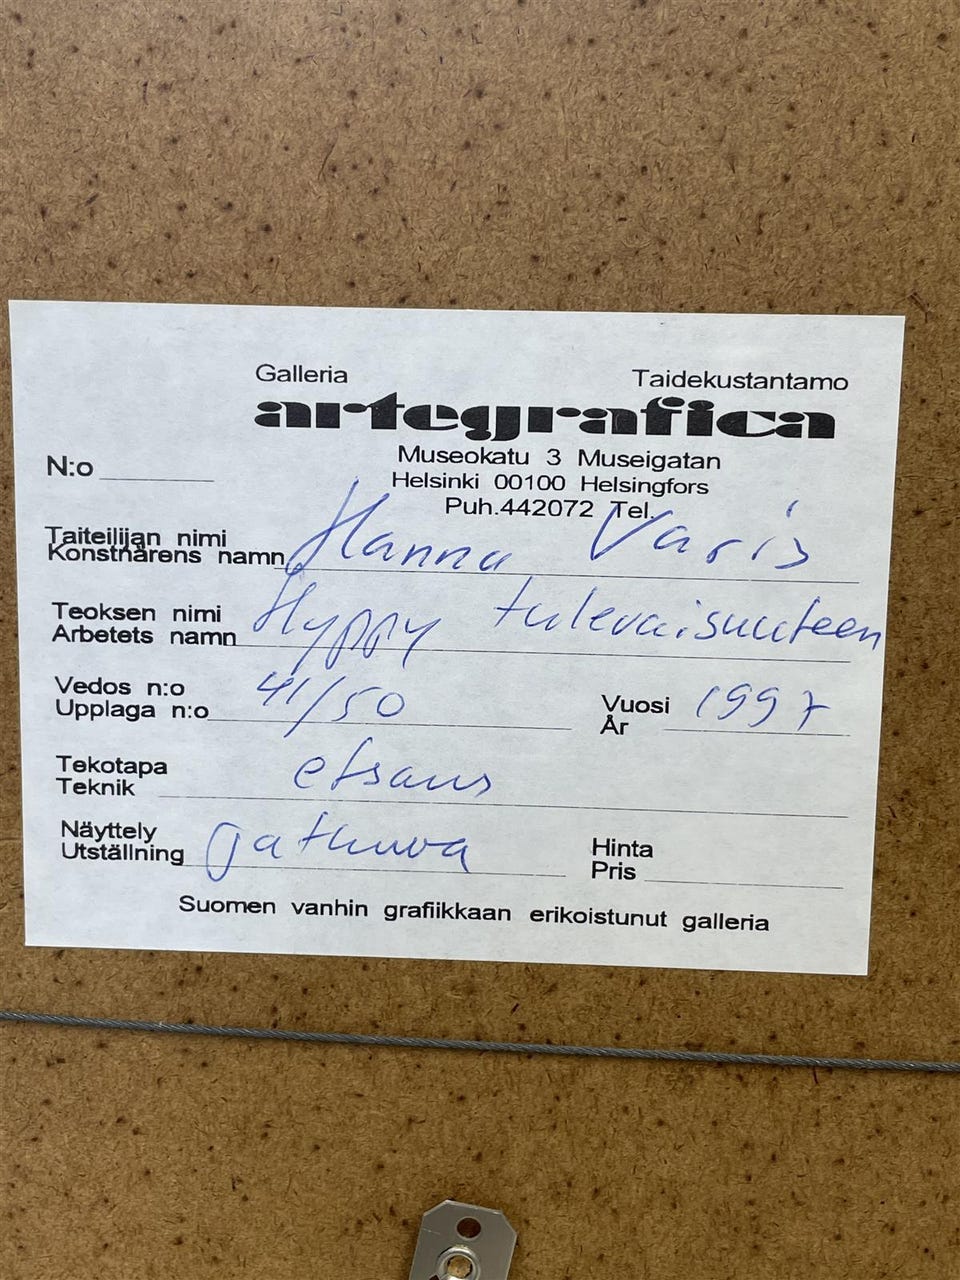 Galleria Taidekustantamo
artegrafica
Museokatu 3 Museigatan
N:o
Helsinki 00100 Helsingfors
Puh.442072 Tel.
Taiteilijan nimi
Konstnärens namn Hanna Varis
Teoksen nimi
Arbetets namn Hyppy tulevaisuuteen
Vedos n:o
Upplaga n:o 41/50
Vuosi
År 1997
Tekotapa
Teknik etsaus
Näyttely
Utställning jatkuva
Hinta
Pris
Suomen vanhin grafiikkaan erikoistunut galleria